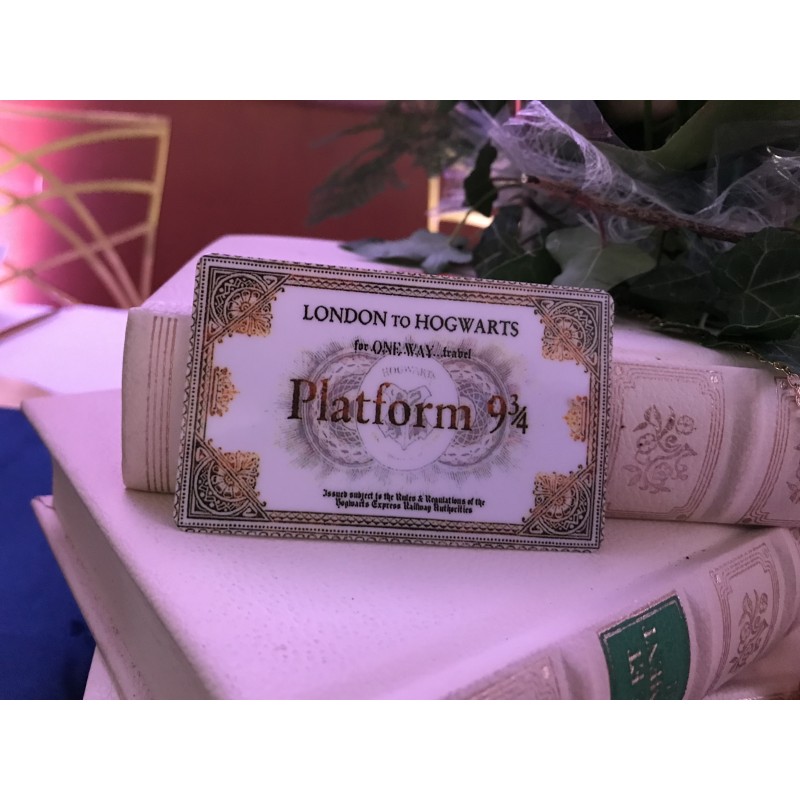 LONDON TO HOGWARTS
for ONE WAY...travel
HOGWARTS
Platform 9¾
Issued subject to the Rules & Regulations of the
Hogwarts Express Railway Authorities
ET